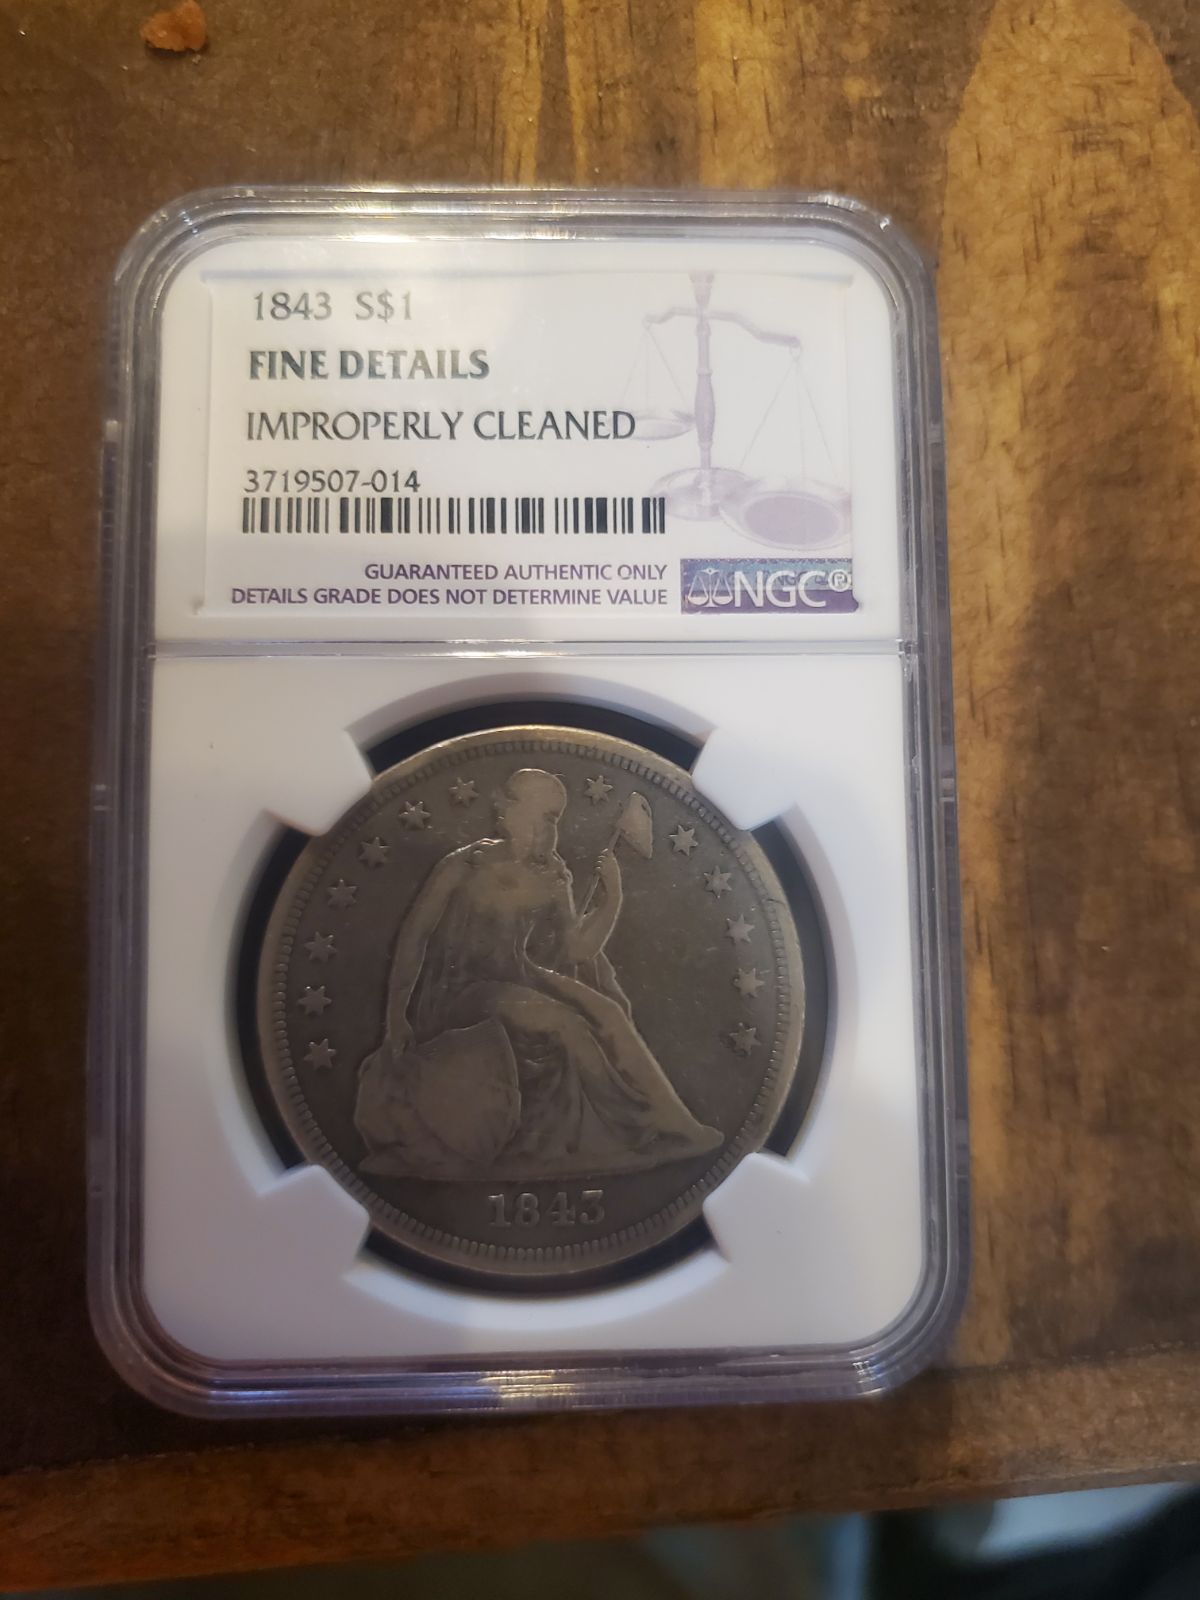 1843 S$1
FINE DETAILS
IMPROPERLY CLEANED
3719507-014
GUARANTEED AUTHENTIC ONLY
DETAILS GRADE DOES NOT DETERMINE VALUE
NGC®
1843